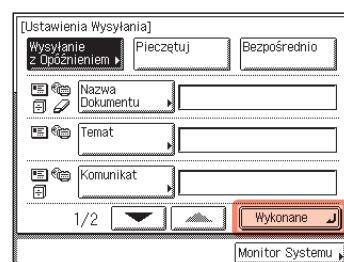 [Ustawienia Wysyłania]
Wysyłanie
z Opóźnieniem
Pieczętuj
Bezpośrednio
Nazwa
Dokumentu
Temat
Komunikat
1/2
Wykonane
Monitor Systemu